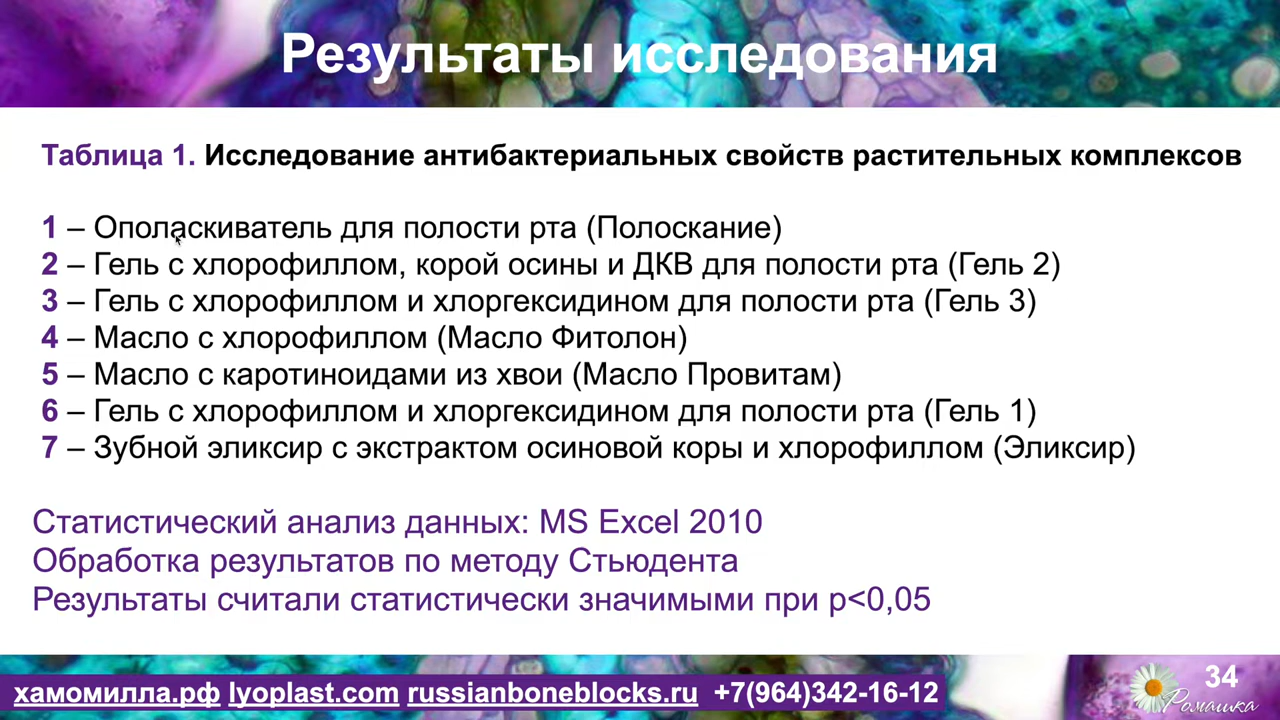 Результаты исследования
Таблица 1. Исследование антибактериальных свойств растительных комплексов
1 – Ополаскиватель для полости рта (Полоскание)
2 – Гель с хлорофиллом, корой осины и ДКВ для полости рта (Гель 2)
3 – Гель с хлорофиллом и хлоргексидином для полости рта (Гель 3)
4 – Масло с хлорофиллом (Масло Фитолон)
5 – Масло с каротиноидами из хвои (Масло Провитам)
6 – Гель с хлорофиллом и хлоргексидином для полости рта (Гель 1)
7 – Зубной эликсир с экстрактом осиновой коры и хлорофиллом (Эликсир)
Статистический анализ данных: MS Excel 2010
Обработка результатов по методу Стьюдента
Результаты считали статистически значимыми при p<0,05
хамомилла.рф lyoplast.com russianboneblocks.ru +7(964)342-16-12
34
Ромашка